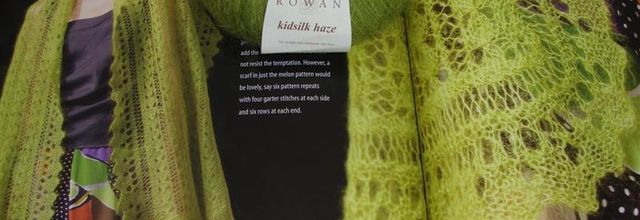 ROWAN
kidsilk haze
add the
not resist the temptation. However, a
scarf in just the melon pattern would
be lovely, say six pattern repeats
with four garter stitches at each side
and six rows at each end.